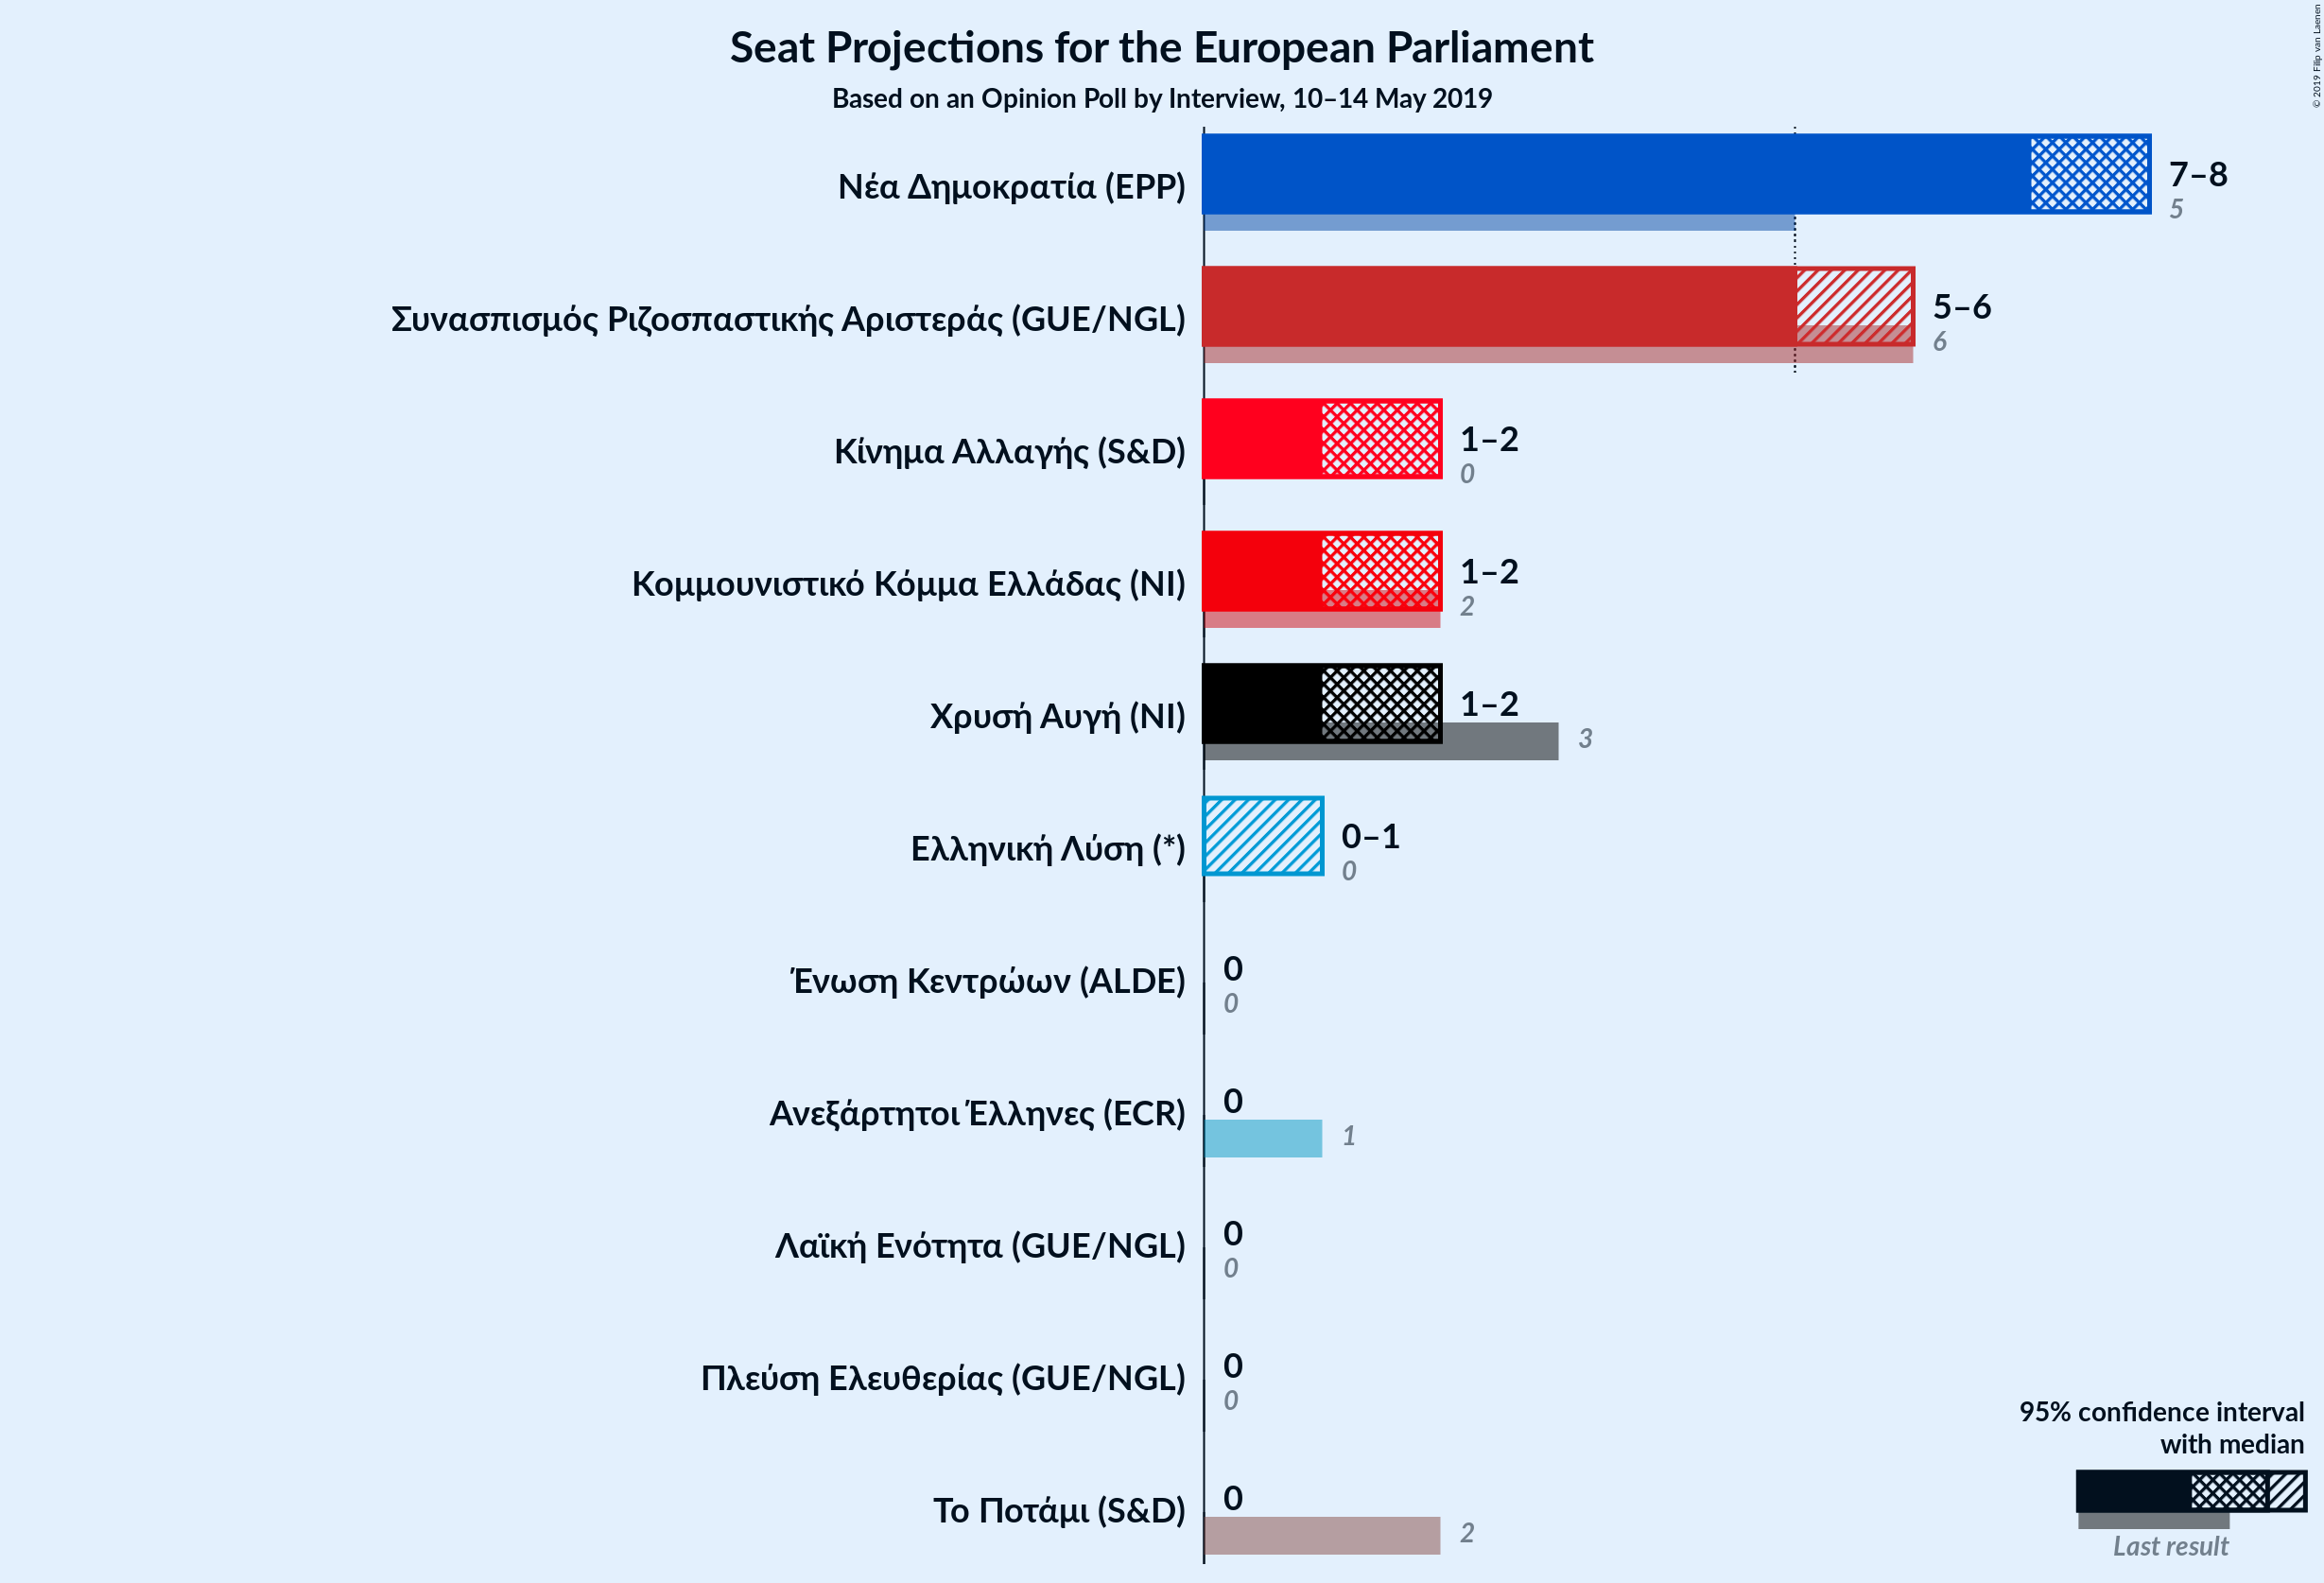 Seat Projections for the European Parliament
Based on an Opinion Poll by Interview, 10–14 May 2019
© 2019 Filip van Laenen
Νέα Δημοκρατία (EPP)
7–8
5
Συνασπισμός Ριζοσπαστικής Αριστεράς (GUE/NGL)
5–6
6
Κίνημα Αλλαγής (S&D)
1–2
0
Κομμουνιστικό Κόμμα Ελλάδας (NI)
1–2
2
Χρυσή Αυγή (NI)
1–2
3
Ελληνική Λύση (*)
0–1
0
Ένωση Κεντρώων (ALDE)
0
0
Ανεξάρτητοι Έλληνες (ECR)
0
1
Λαϊκή Ενότητα (GUE/NGL)
0
0
Πλεύση Ελευθερίας (GUE/NGL)
0
0
Το Ποτάμι (S&D)
0
2
95% confidence interval
with median
Last result